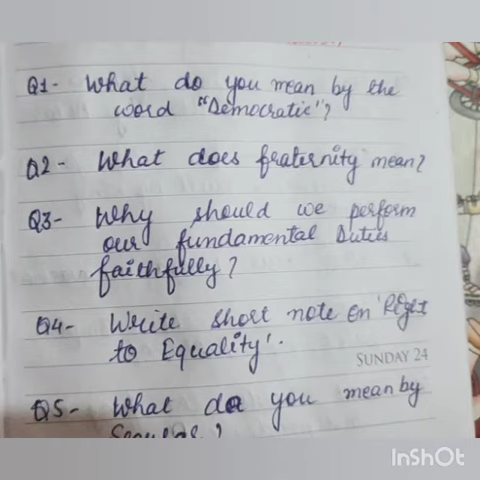 Q1- What do you mean by the
word "Democratic"?
Q2- What does fraternity mean?
Q3- Why should we perform
our fundamental Duties
faithfully?
Q4- Write short note on 'Right
to Equality'.
SUNDAY 24
Q5- What do you mean by
InShOt